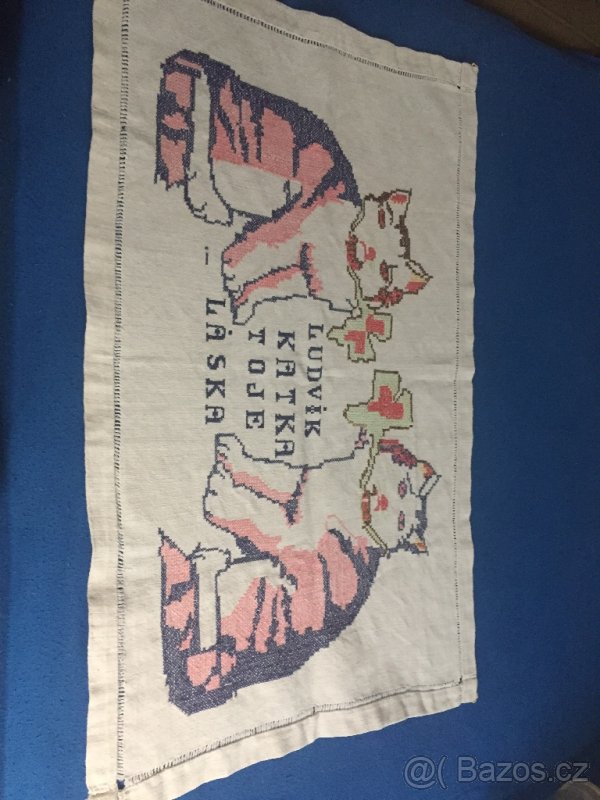 LUDVÍK
KATKA
TOJE
LÁSKA
@( Bazos.cz